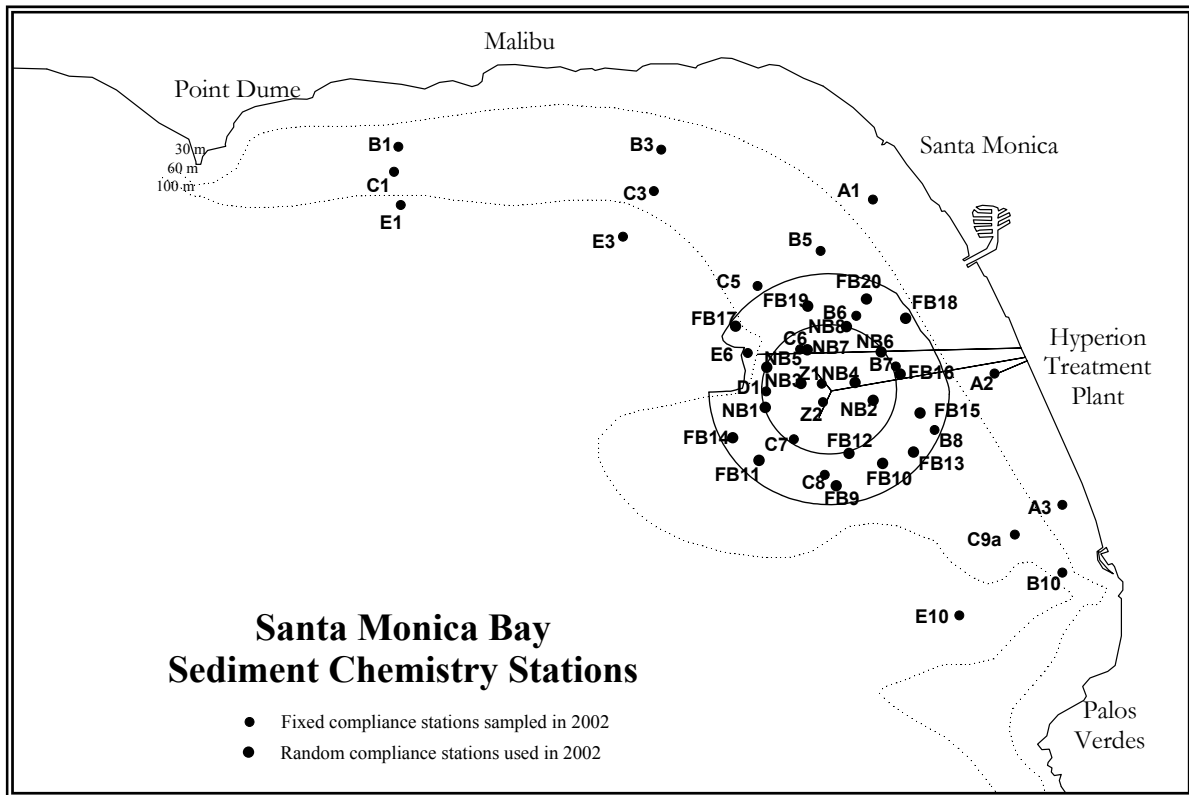 Malibu
Point Dume
Santa Monica
30 m
60 m
100 m
B1
B3
C1
C3
A1
E1
E3
B5
C5
FB20
FB19
FB18
B6
FB17
NB8
C6
NB7
NB6
E6
NB5
B7
Z1
NB4
FB16
NB3
A2
D1
NB1
Z2
NB2
FB15
Hyperion
Treatment
Plant
FB14
C7
FB12
B8
FB11
FB10
FB13
C8
FB9
A3
C9a
B10
E10
Santa Monica Bay
Sediment Chemistry Stations
Fixed compliance stations sampled in 2002
Random compliance stations used in 2002
Palos
Verdes